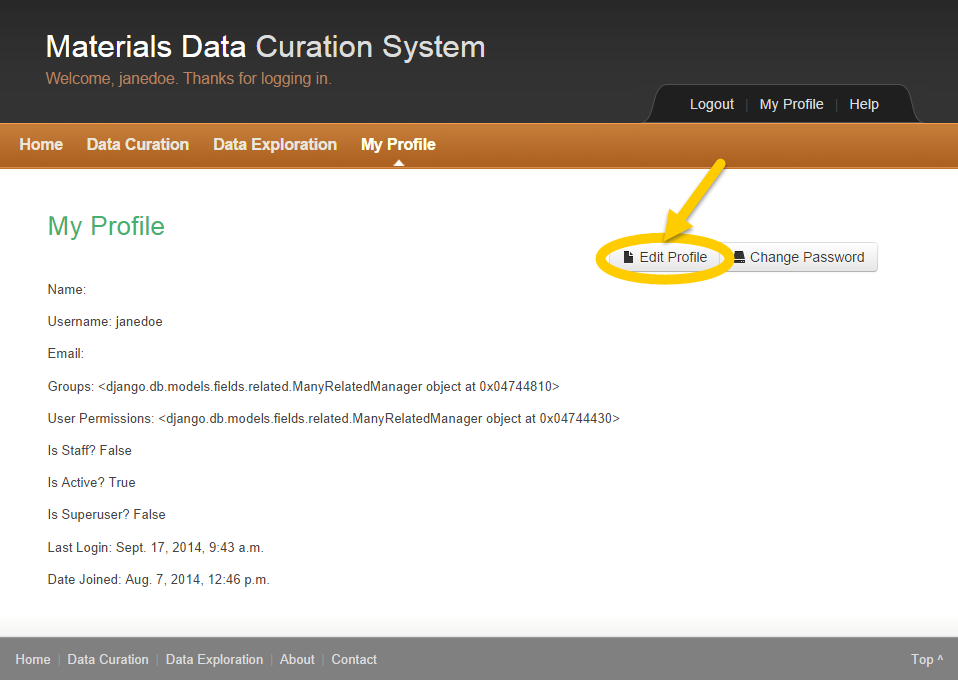 Materials Data Curation System
Welcome, janedoe. Thanks for logging in.
Logout | My Profile | Help
Home Data Curation Data Exploration My Profile
My Profile
Edit Profile Change Password
Name:
Username: janedoe
Email:
Groups: <django.db.models.fields.related.ManyRelatedManager object at 0x04744810>
User Permissions: <django.db.models.fields.related.ManyRelatedManager object at 0x04744430>
Is Staff? False
Is Active? True
Is Superuser? False
Last Login: Sept. 17, 2014, 9:43 a.m.
Date Joined: Aug. 7, 2014, 12:46 p.m.
Home | Data Curation | Data Exploration | About | Contact Top ^